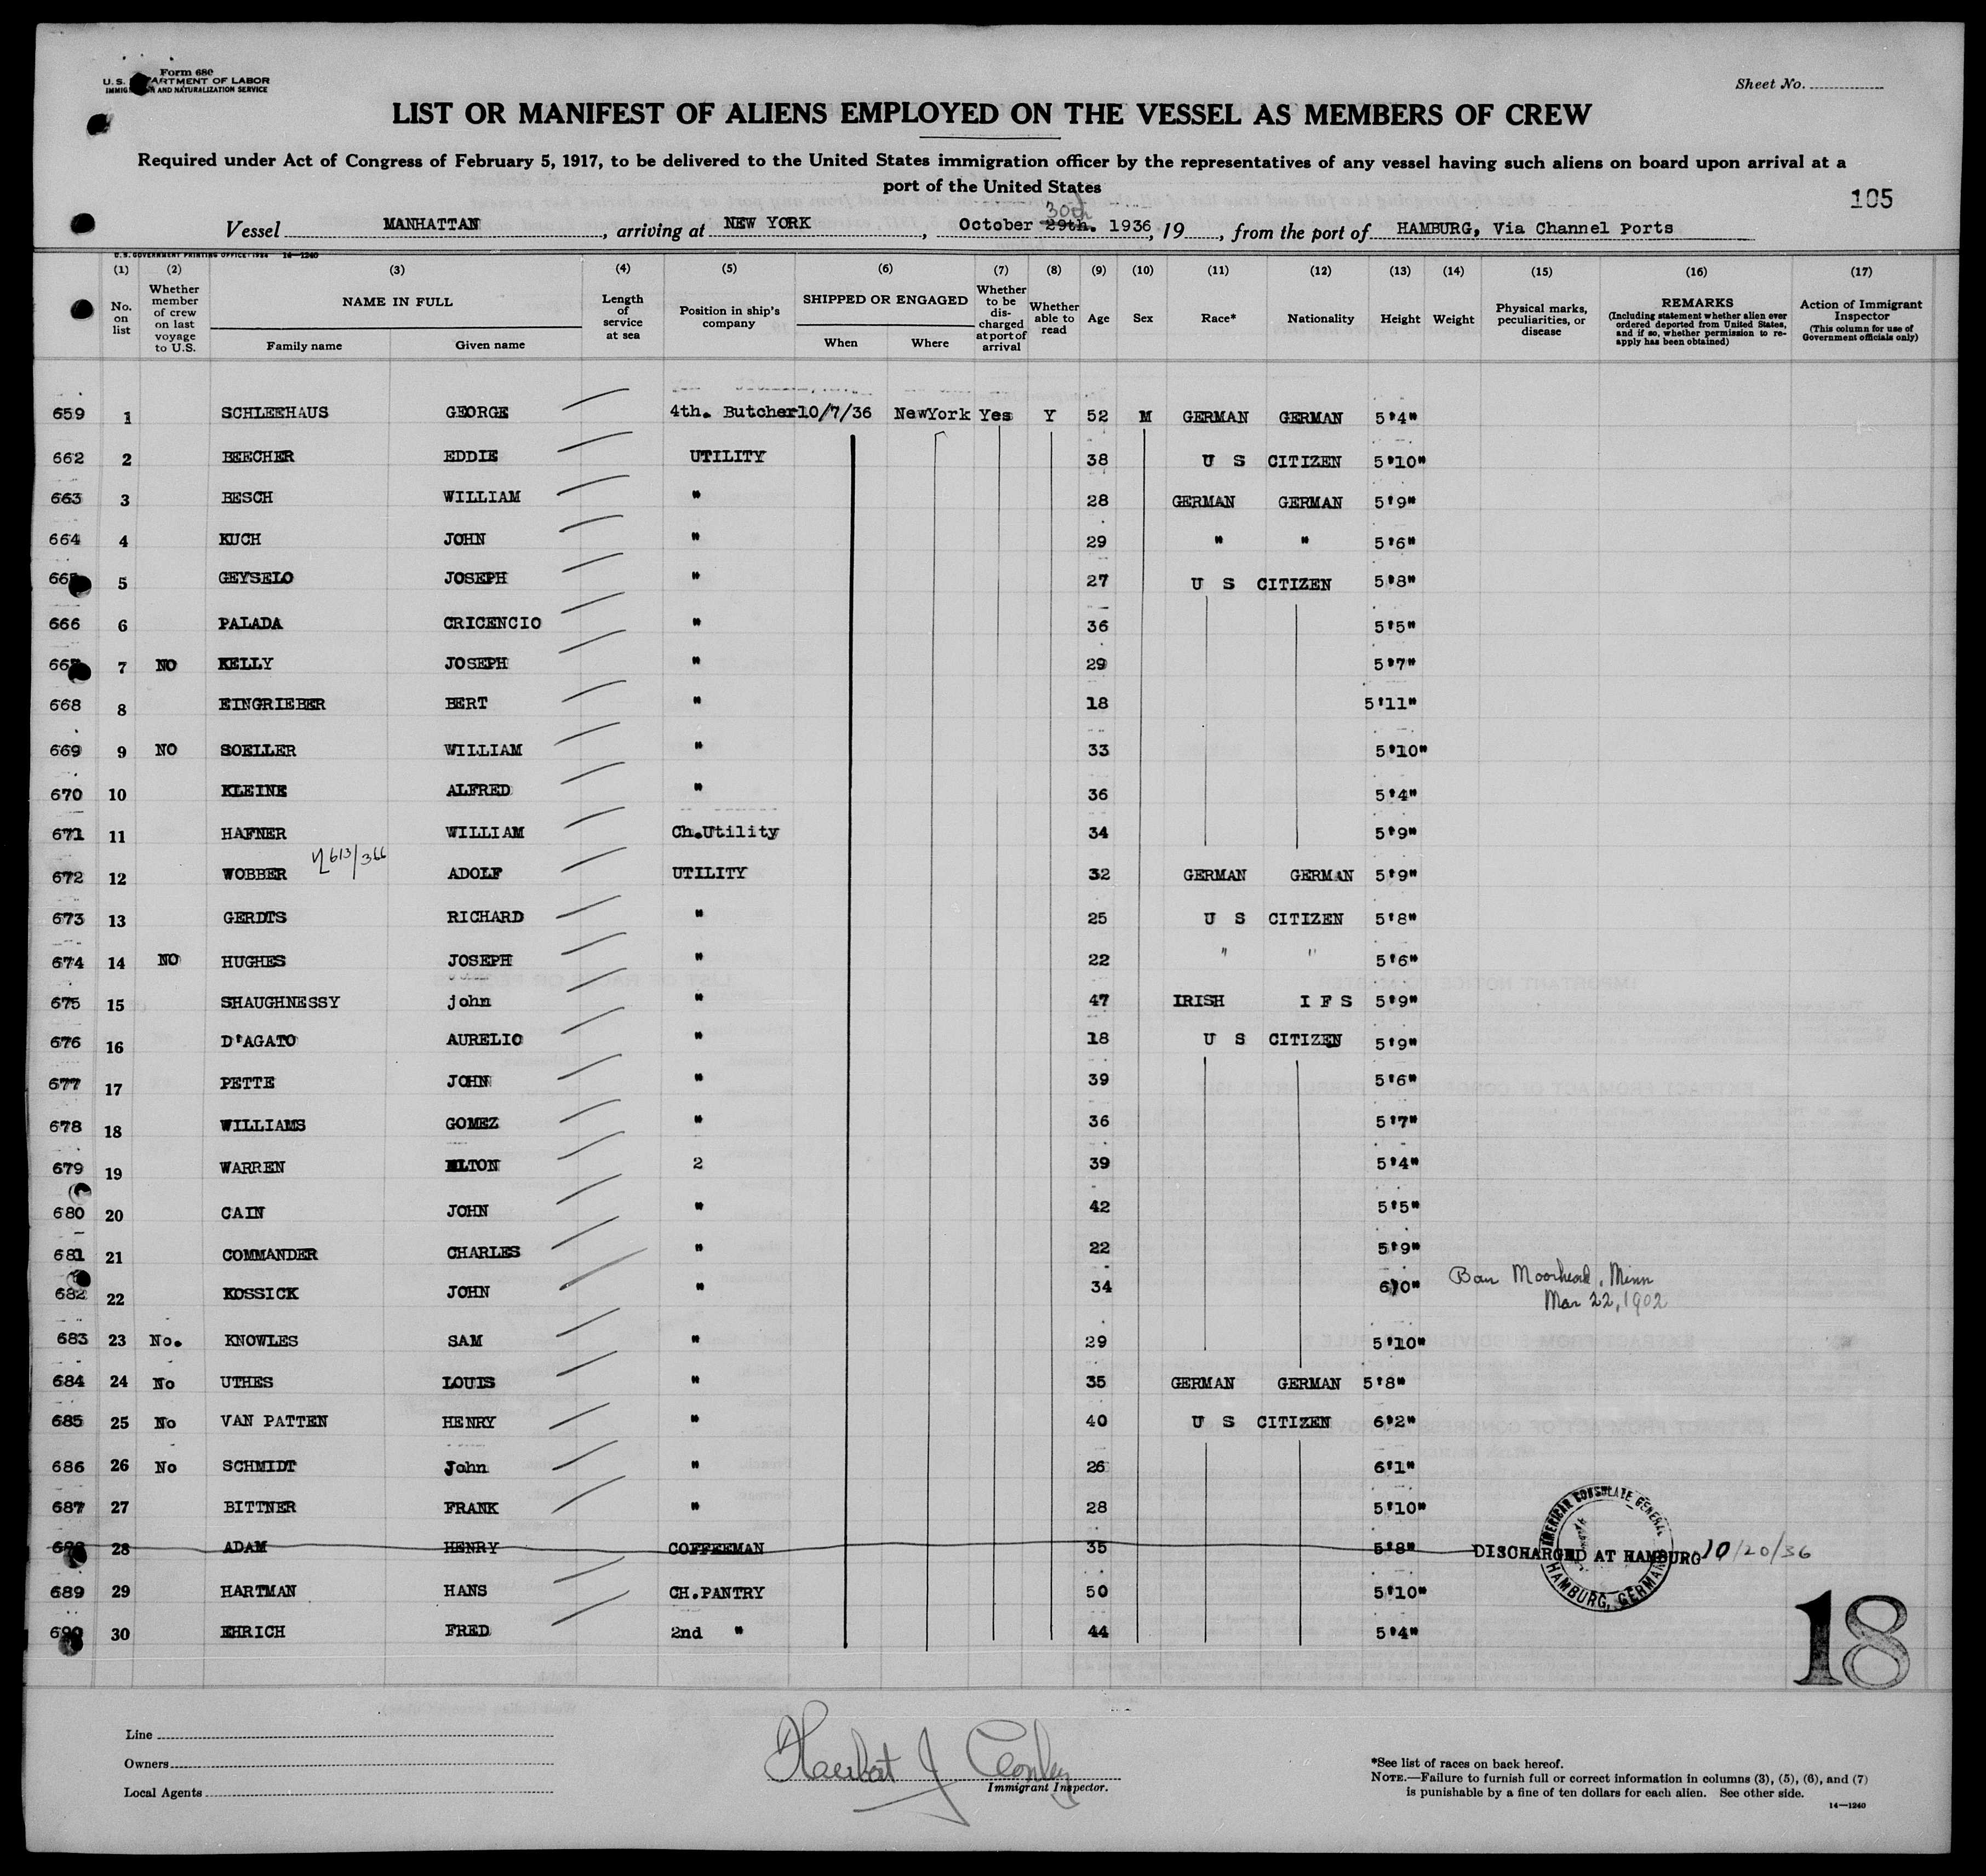 Form 680
U. S. DEPARTMENT OF LABOR
IMMIGRATION AND NATURALIZATION SERVICE
Sheet No.
LIST OR MANIFEST OF ALIENS EMPLOYED ON THE VESSEL AS MEMBERS OF CREW
Required under Act of Congress of February 5, 1917, to be delivered to the United States immigration officer by the representatives of any vessel having such aliens on board upon arrival at a
port of the United States
105
30th
Vessel MANHATTAN, arriving at NEW YORK, October 29th. 1936, 19, from the port of HAMBURG, Via Channel Ports
U. S. GOVERNMENT PRINTING OFFICE: 1934 14—1240
(1) (2) (3) (4) (5) (6) (7) (8) (9) (10) (11) (12) (13) (14) (15) (16) (17)
No. on list
Whether member of crew on last voyage to U.S.
NAME IN FULL
Family name Given name
Length of service at sea
Position in ship's company
SHIPPED OR ENGAGED
When Where
Whether to be discharged at port of arrival
Whether able to read
Age Sex Race* Nationality Height Weight
Physical marks, peculiarities, or disease
REMARKS
(Including statement whether alien ever ordered deported from United States, and if so, whether permission to reapply has been obtained)
Action of Immigrant Inspector
(This column for use of Government officials only)
659 1 SCHLEEHAUS GEORGE 4th. Butcher 10/7/36 NewYork Yes Y 52 M GERMAN GERMAN 5'4"
662 2 BEECHER EDDIE UTILITY 38 U S CITIZEN 5'10"
663 3 BESCH WILLIAM " 28 GERMAN GERMAN 5'9"
664 4 KUCH JOHN " 29 " " 5'6"
5 GEYSELO JOSEPH " 27 U S CITIZEN 5'8"
666 6 PALADA CRICENCIO " 36 5'5"
7 NO KELLY JOSEPH " 29 5'7"
668 8 EINGRIEBER BERT " 18 5'11"
669 9 NO SOELLER WILLIAM " 33 5'10"
670 10 KLEINE ALFRED " 36 5'4"
671 11 HAFNER WILLIAM Ch.Utility 34 5'9"
613/366
672 12 WOBBER ADOLF UTILITY 32 GERMAN GERMAN 5'9"
673 13 GERDTS RICHARD " 25 U S CITIZEN 5'8"
674 14 NO HUGHES JOSEPH " 22 " " 5'6"
675 15 SHAUGHNESSY john " 47 IRISH I F S 5'9"
676 16 D'AGATO AURELIO " 18 U S CITIZEN 5'9"
677 17 PETTE JOHN " 39 5'6"
678 18 WILLIAMS GOMEZ " 36 5'7"
679 19 WARREN ELTON 2 39 5'4"
680 20 CAIN JOHN " 42 5'5"
681 21 COMMANDER CHARLES " 22 5'9"
682 22 KOSSICK JOHN " 34 6'0" Born Moorhead, Minn
Mar 22, 1902
683 23 No. KNOWLES SAM " 29 5'10"
684 24 No UTHES LOUIS " 35 GERMAN GERMAN 5'8"
685 25 No VAN PATTEN HENRY " 40 U S CITIZEN 6'2"
686 26 No SCHMIDT John " 26 6'1"
687 27 BITTNER FRANK " 28 5'10"
28 ADAM HENRY COFFEEMAN 35 5'8" DISCHARGED AT HAMBURG 10/20/36
AMERICAN CONSULATE GENERAL
HAMBURG, GERMANY
689 29 HARTMAN HANS CH.PANTRY 50 5'10"
690 30 EHRICH FRED 2nd " 44 5'4"
18
Line
Owners
Local Agents
Herbert J Conley
Immigrant Inspector.
*See list of races on back hereof.
NOTE.—Failure to furnish full or correct information in columns (3), (5), (6), and (7)
is punishable by a fine of ten dollars for each alien. See other side.
14—1240